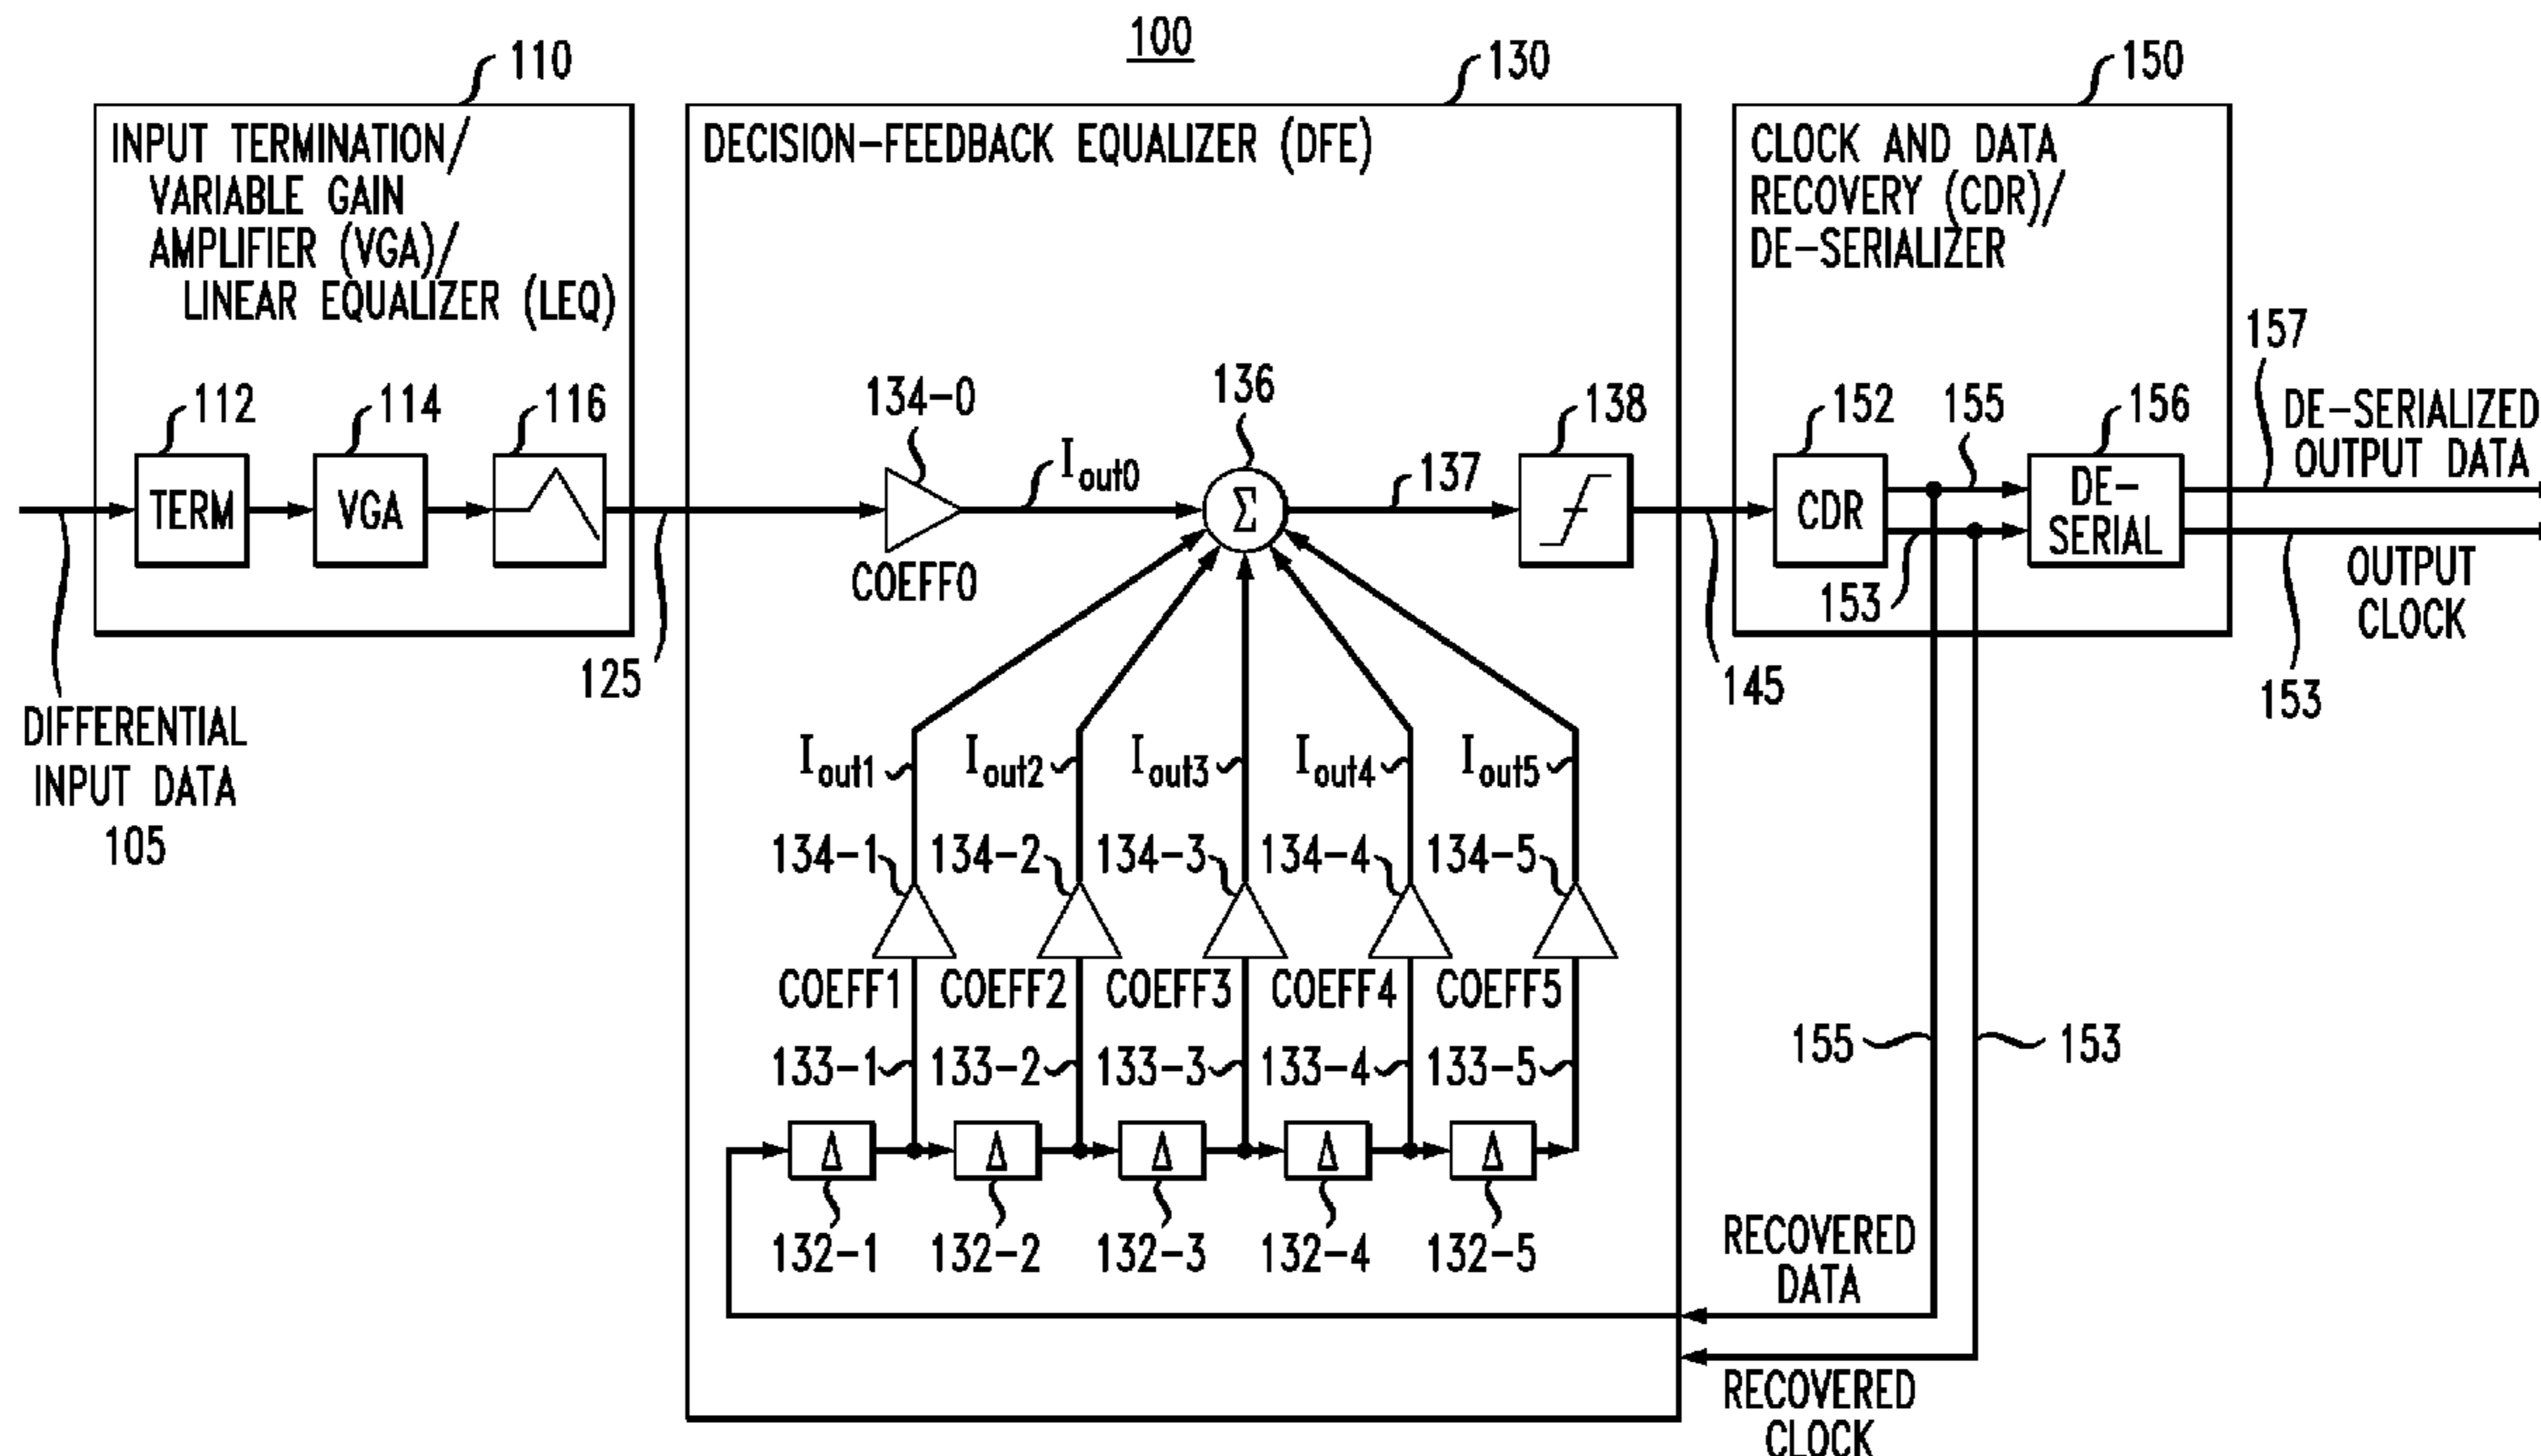 100
110
INPUT TERMINATION/
VARIABLE GAIN
AMPLIFIER (VGA)/
LINEAR EQUALIZER (LEQ)
112
114
116
TERM
VGA
DIFFERENTIAL
INPUT DATA
105
125
130
DECISION-FEEDBACK EQUALIZER (DFE)
134-0
Iout0
136
Σ
137
138
COEFF0
Iout1
Iout2
Iout3
Iout4
Iout5
134-1
134-2
134-3
134-4
134-5
COEFF1
COEFF2
COEFF3
COEFF4
COEFF5
133-1
133-2
133-3
133-4
133-5
Δ
Δ
Δ
Δ
Δ
132-1
132-2
132-3
132-4
132-5
145
150
CLOCK AND DATA
RECOVERY (CDR)/
DE-SERIALIZER
152
155
156
CDR
DE-
SERIAL
153
157
DE-SERIALIZED
OUTPUT DATA
OUTPUT
CLOCK
153
155
153
RECOVERED
DATA
RECOVERED
CLOCK